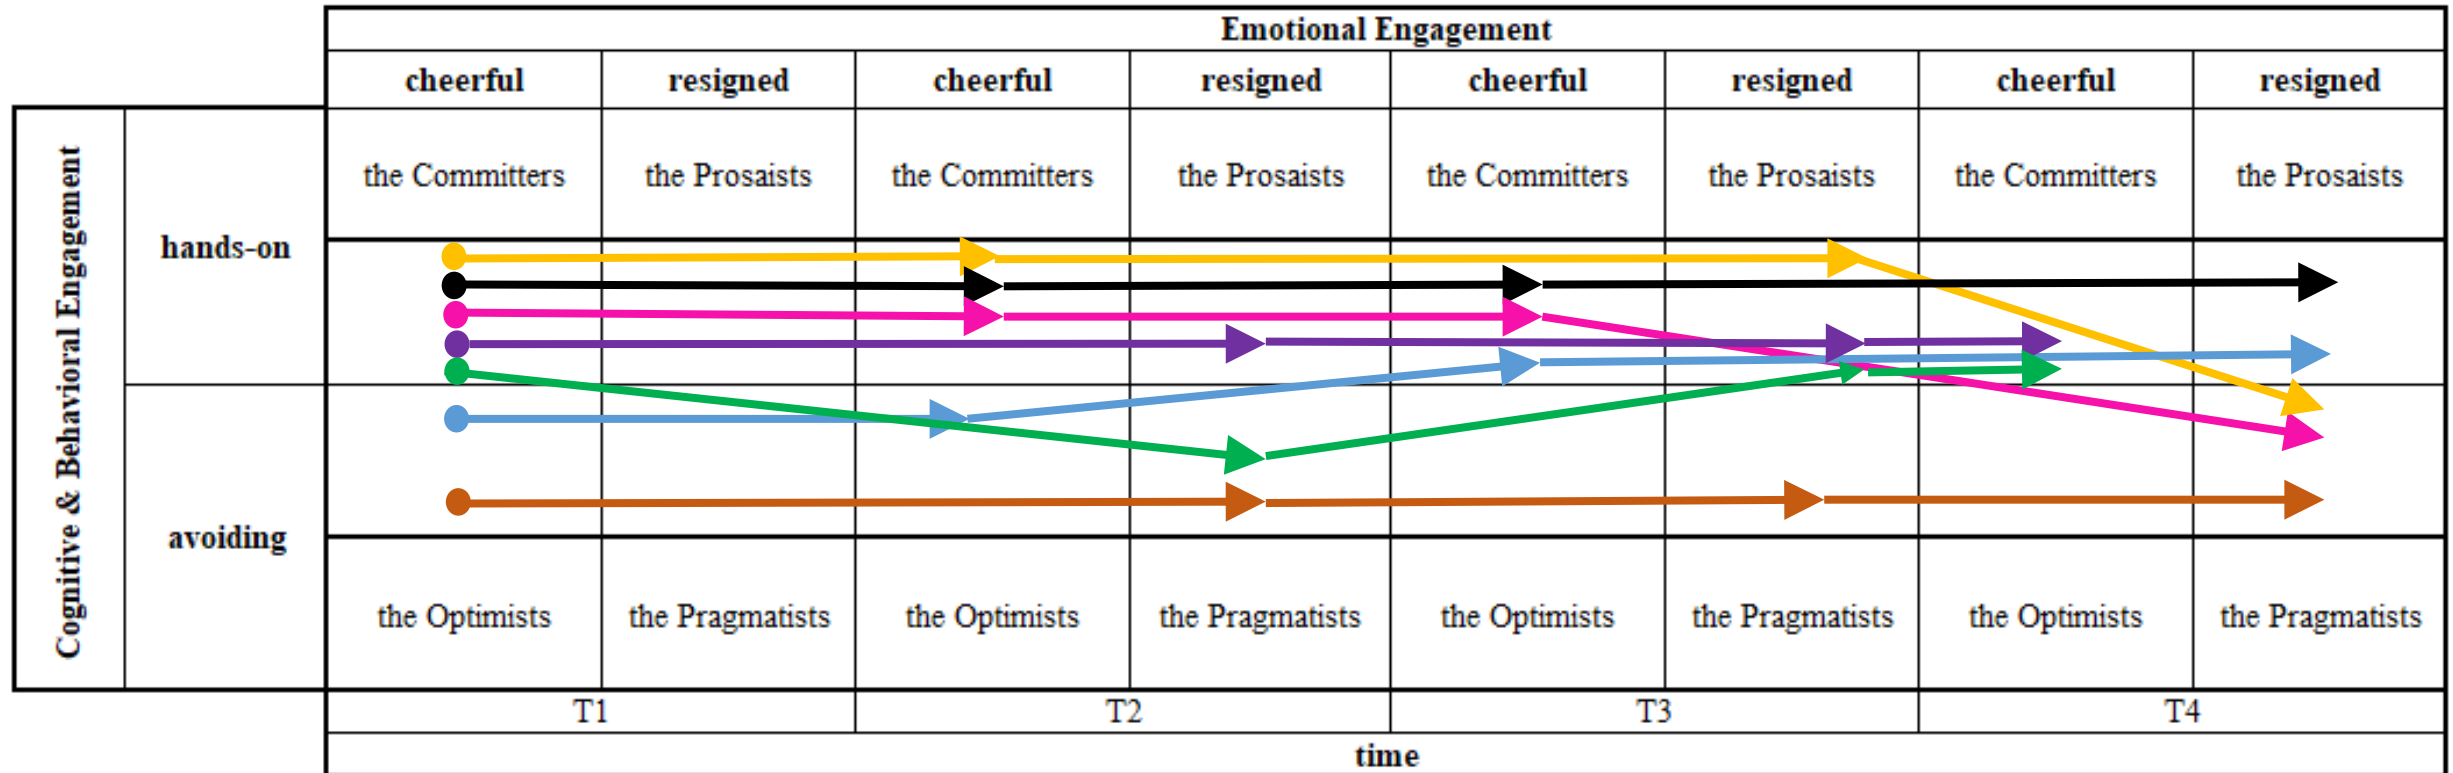 Emotional Engagement
cheerful resigned cheerful resigned cheerful resigned cheerful resigned
Cognitive & Behavioral Engagement
hands-on
the Committers the Prosaists the Committers the Prosaists the Committers the Prosaists the Committers the Prosaists
avoiding
the Optimists the Pragmatists the Optimists the Pragmatists the Optimists the Pragmatists the Optimists the Pragmatists
T1 T2 T3 T4
time